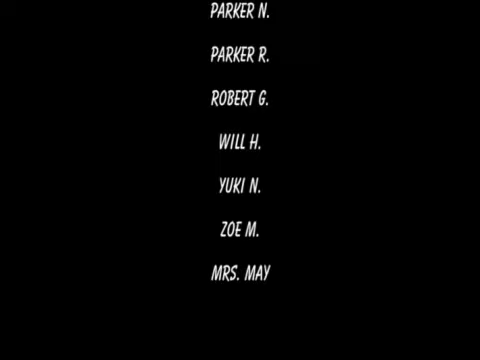 PARKER N.
PARKER R.
ROBERT G.
WILL H.
YUKI N.
ZOE M.
MRS. MAY